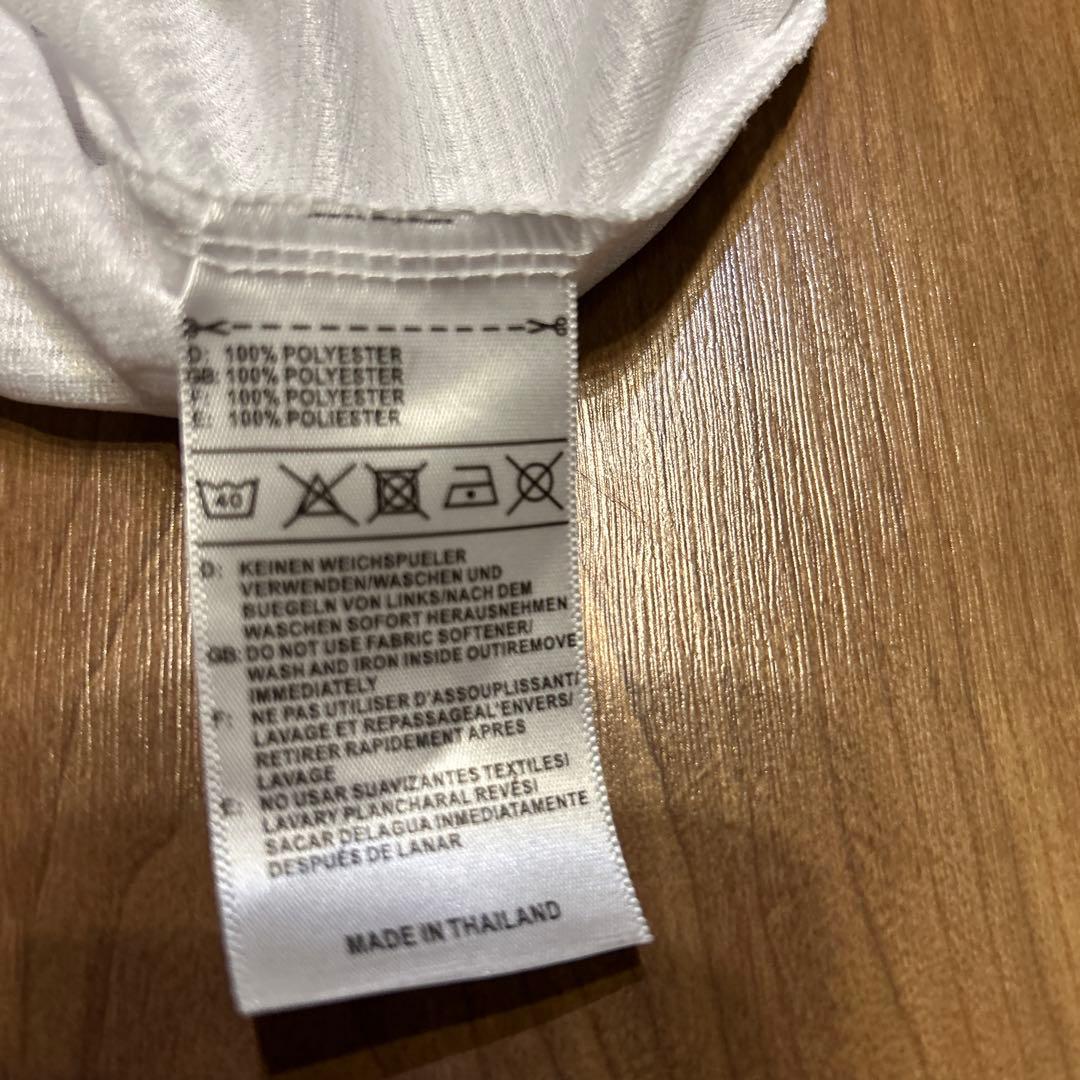 D: 100% POLYESTER
GB: 100% POLYESTER
F: 100% POLYESTER
E: 100% POLIESTER
40
D: KEINEN WEICHSPUELER
VERWENDEN/WASCHEN UND
BUEGELN VON LINKS/NACH DEM
WASCHEN SOFORT HERAUSNEHMEN
GB: DO NOT USE FABRIC SOFTENER/
WASH AND IRON INSIDE OUTIREMOVE
IMMEDIATELY
F: NE PAS UTILISER D'ASSOUPLISSANT/
LAVAGE ET REPASSAGEAL'ENVERS/
RETIRER RAPIDEMENT APRES
LAVAGE
E: NO USAR SUAVIZANTES TEXTILES/
LAVARY PLANCHARAL REVÉS/
SACAR DELAGUA INMEDIATAMENTE
DESPUÉS DE LANAR
MADE IN THAILAND